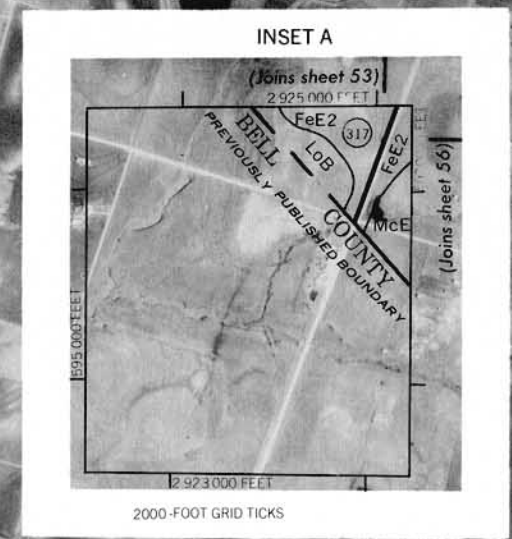 INSET A
(Joins sheet 53)
2 925 000 FEET
FeE2
317
BELL
LoB
FeE2
PREVIOUSLY PUBLISHED BOUNDARY
COUNTY
McE
(Joins sheet 56)
595 000 FEET
2 923 000 FEET
2000-FOOT GRID TICKS